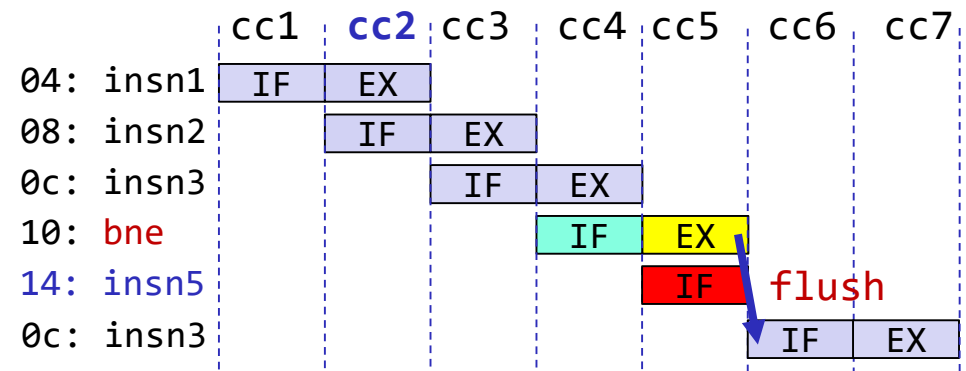 cc1 cc2 cc3 cc4 cc5 cc6 cc7
04: insn1 IF EX
08: insn2 IF EX
0c: insn3 IF EX
10: bne IF EX
14: insn5 IF flush
0c: insn3 IF EX